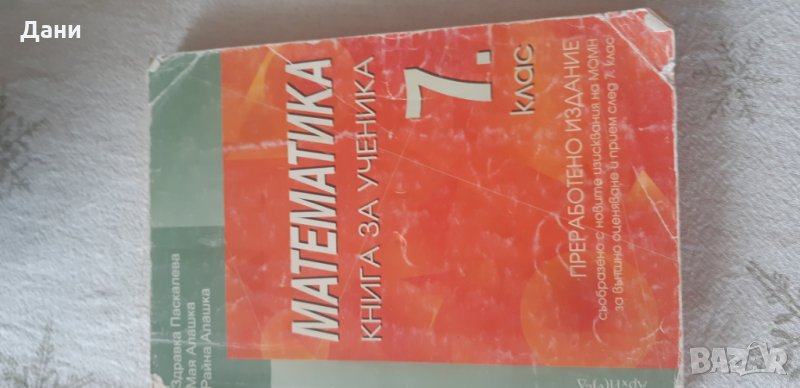 Дани
Здравка Паскалева
Мая Алашка
Райна Алашка
МАТЕМАТИКА
КНИГА ЗА УЧЕНИКА
7.
клас
ПРЕРАБОТЕНО ИЗДАНИЕ
съобразено с новите изисквания на МОМН
за външно оценяване и прием след 7. клас
BAZAR